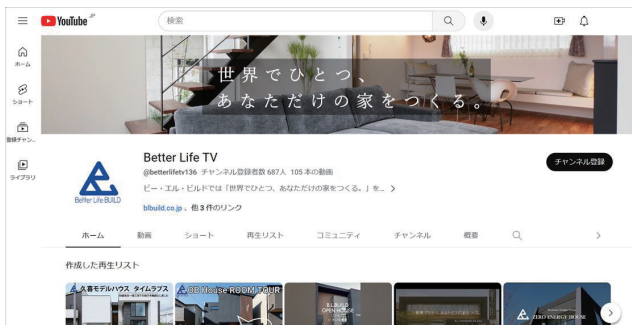 YouTube JP
検索
ホーム
ショート
登録チャン...
ライブラリ
世界でひとつ、
あなただけの家をつくる。
Better Life BUILD
Better Life TV
@betterlifetv136 チャンネル登録者数 687人 105 本の動画
ビー・エル・ビルドでは「世界でひとつ、あなただけの家をつくる。」を...
blbuild.co.jp、他 3 件のリンク
チャンネル登録
ホーム 動画 ショート 再生リスト コミュニティ チャンネル 概要
作成した再生リスト
久喜モデルハウス タイムラプス
OB House ROOM TOUR
BLBUILD
OPEN HOUSE
ZERO ENERGY HOUSE